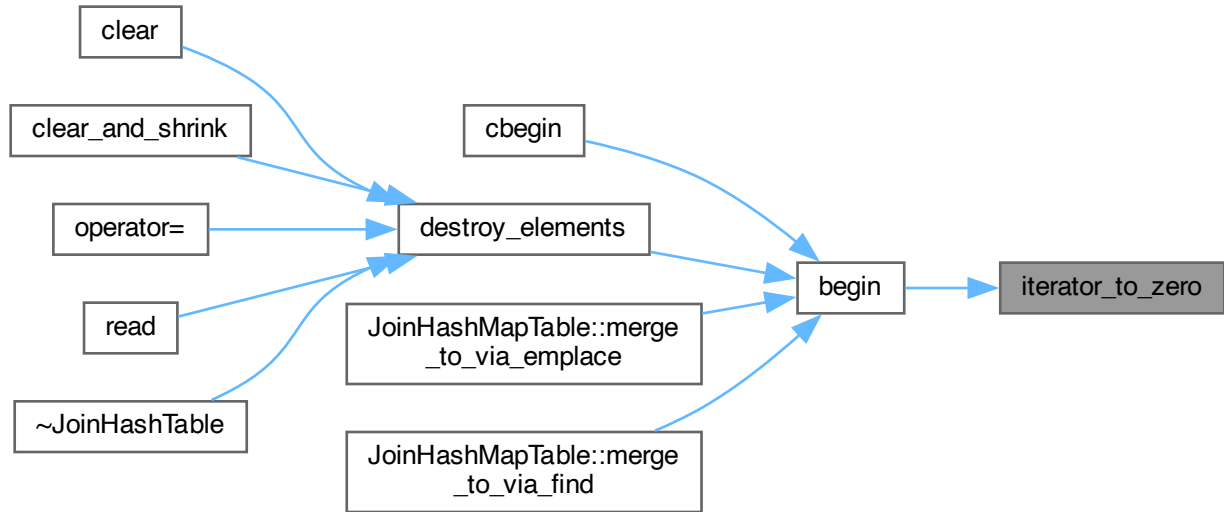 clear
clear_and_shrink
operator=
read
~JoinHashTable
cbegin
destroy_elements
JoinHashMapTable::merge
_to_via_emplace
JoinHashMapTable::merge
_to_via_find
begin
iterator_to_zero